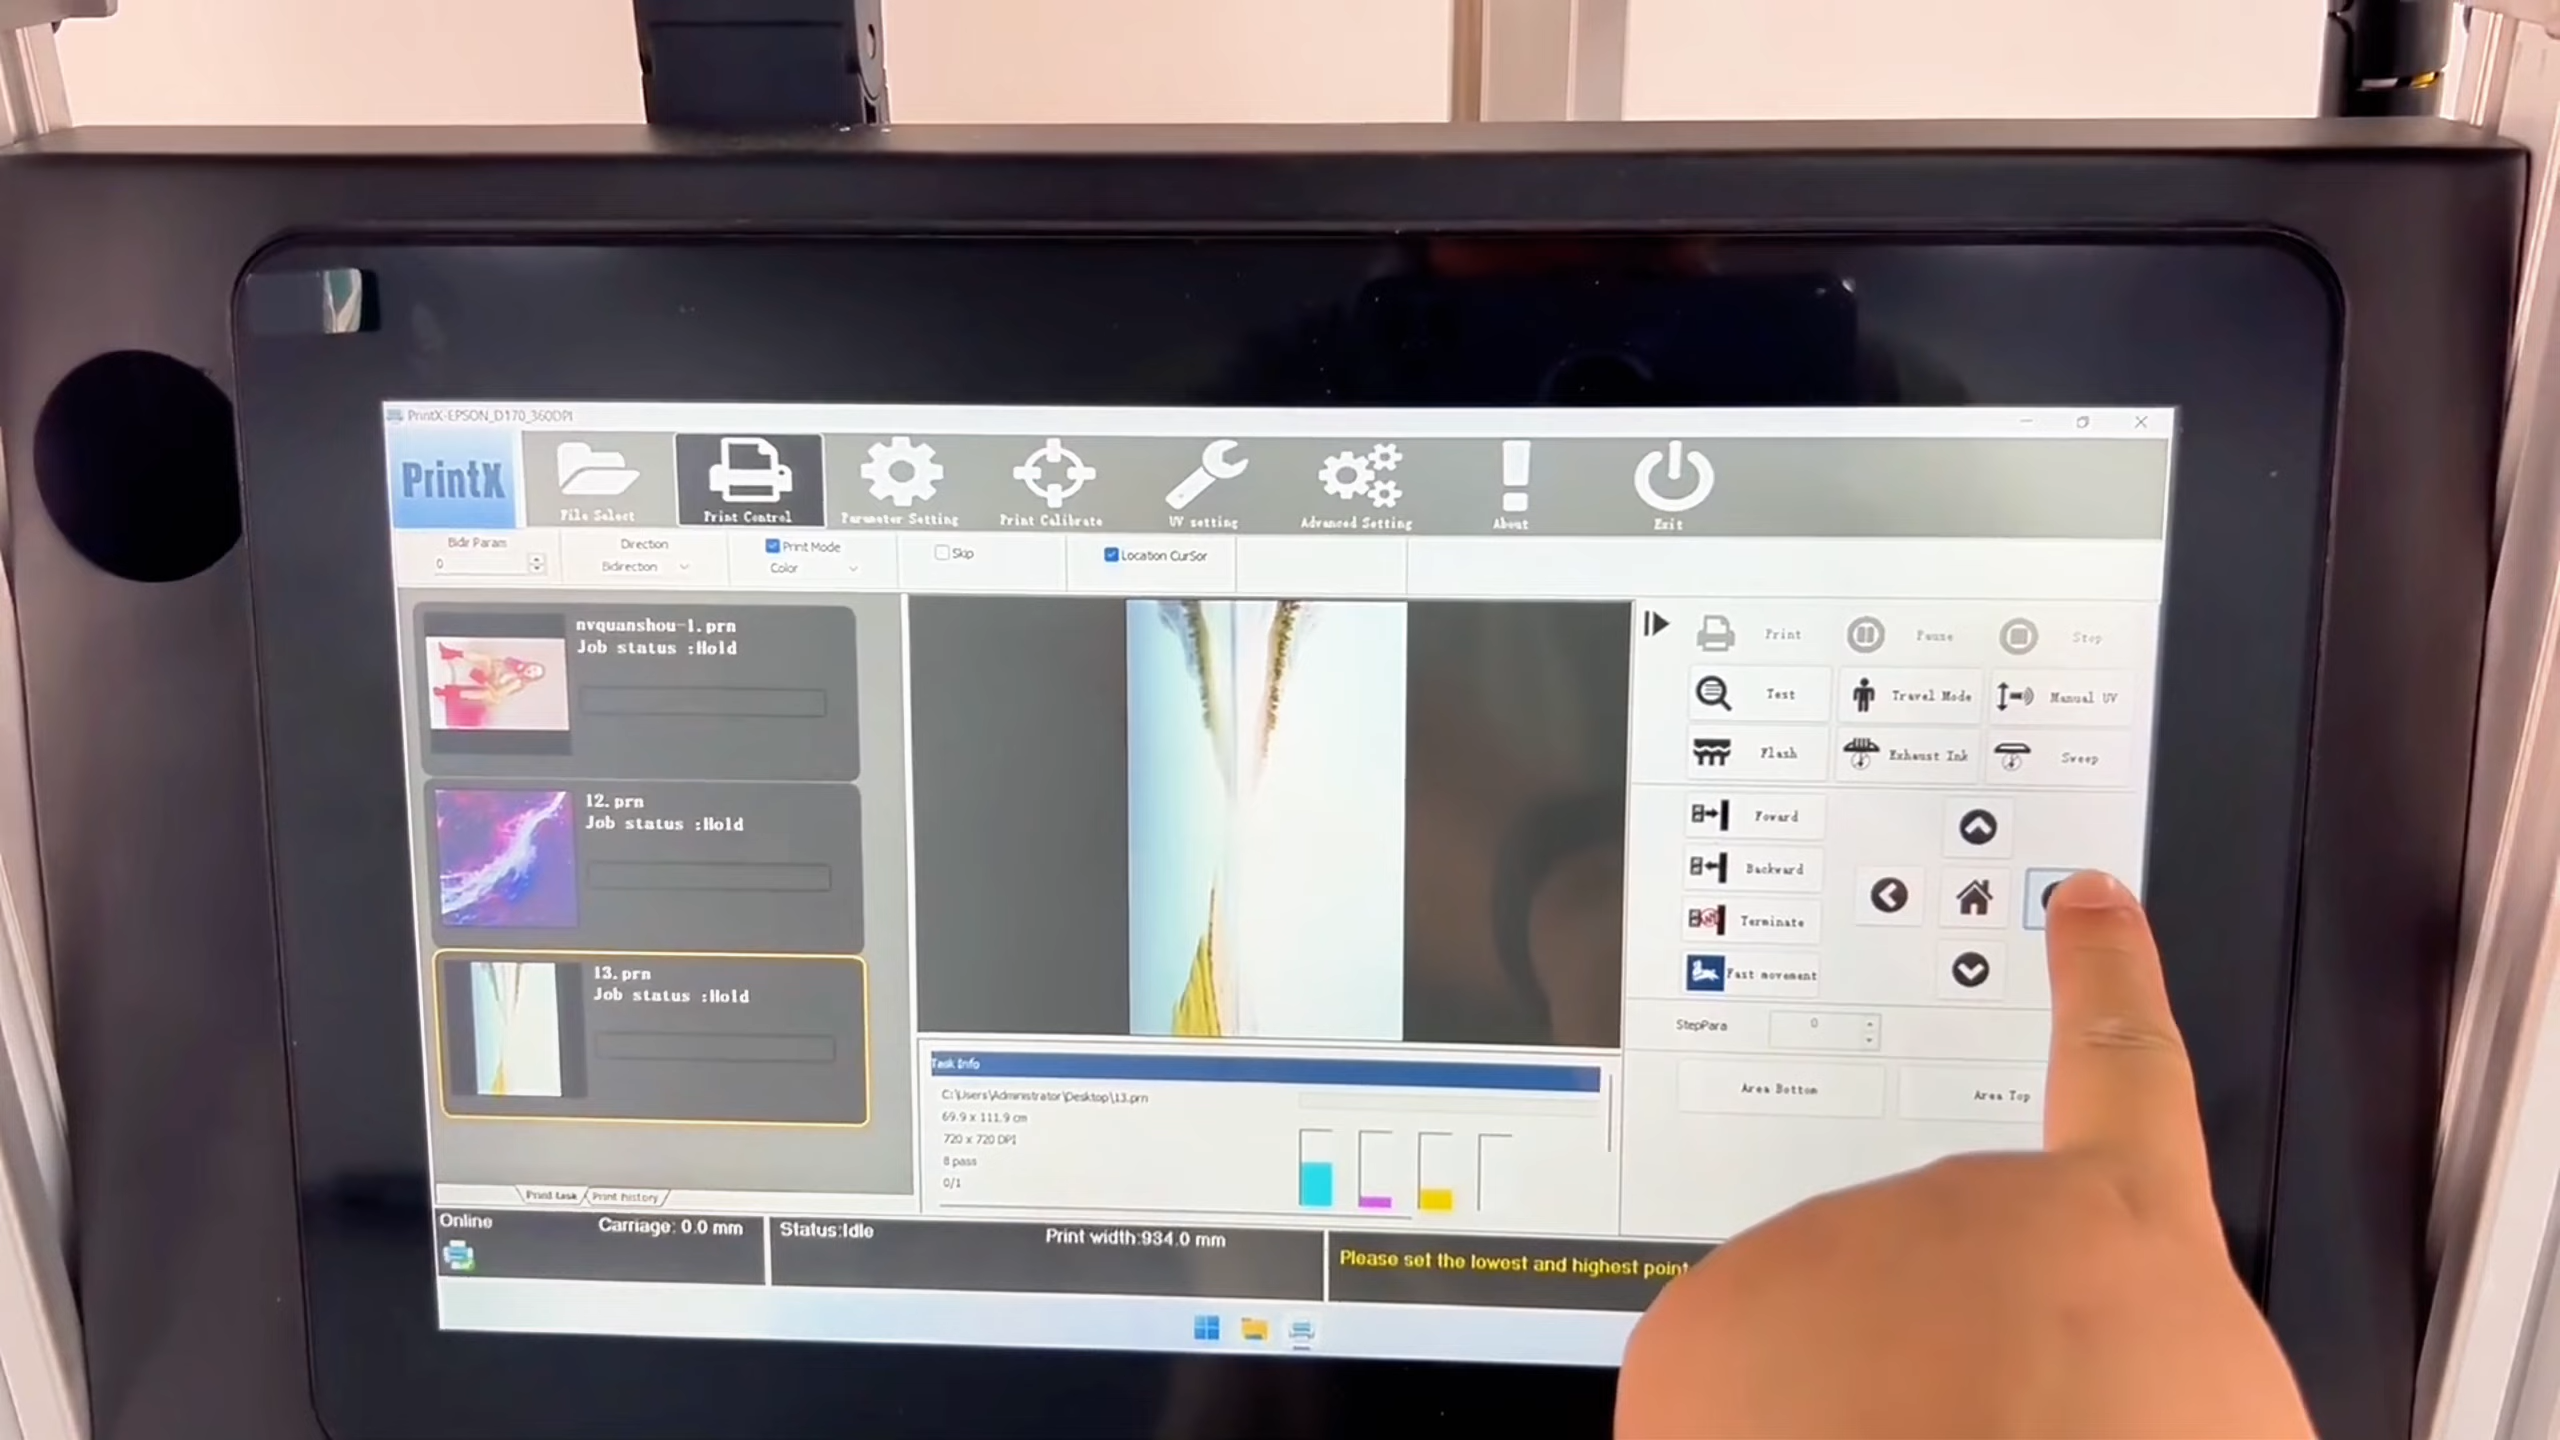 PrintX-EPSON_D170_360DPI
PrintX
File Select
Print Control
Parameter Setting
Print Calibrate
UV setting
Advanced Setting
About
Exit
Bidir Param
0
Direction
Bidirection
Print Mode
Color
Skip
Location CurSor
nvquanshou-1.prn
Job status :Hold
12.prn
Job status :Hold
13.prn
Job status :Hold
Print task
Print history
Task Info
C:\Users\Administrator\Desktop\13.prn
69.9 x 111.9 cm
720 x 720 DPI
8 pass
0/1
Print
Pause
Stop
Test
Travel Mode
Manual UV
Flash
Exhaust Ink
Sweep
Foward
Backward
Terminate
Fast movement
StepPara
0
Area Bottom
Area Top
Online
Carriage: 0.0 mm
Status:Idle
Print width:934.0 mm
Please set the lowest and highest point